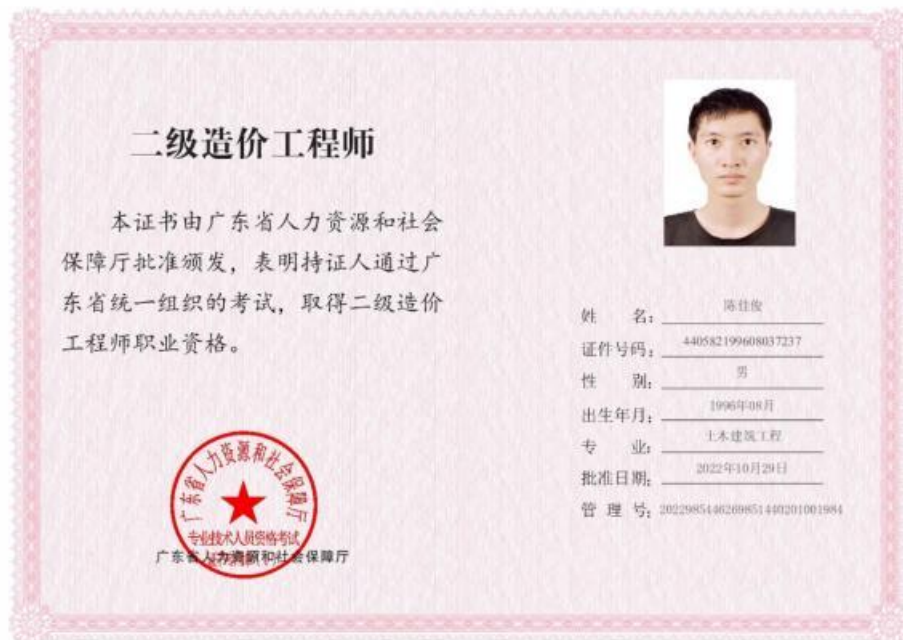 二级造价工程师
本证书由广东省人力资源和社会
保障厅批准颁发，表明持证人通过广
东省统一组织的考试，取得二级造价
工程师职业资格。
广东省人力资源和社会保障厅
专业技术人员资格考试
广东省人力资源和社会保障厅
姓 名：陈佳俊
证件号码：440582199608037237
性 别：男
出生年月：1996年08月
专 业：土木建筑工程
批准日期：2022年10月29日
管 理 号：2022985446269851440201001984